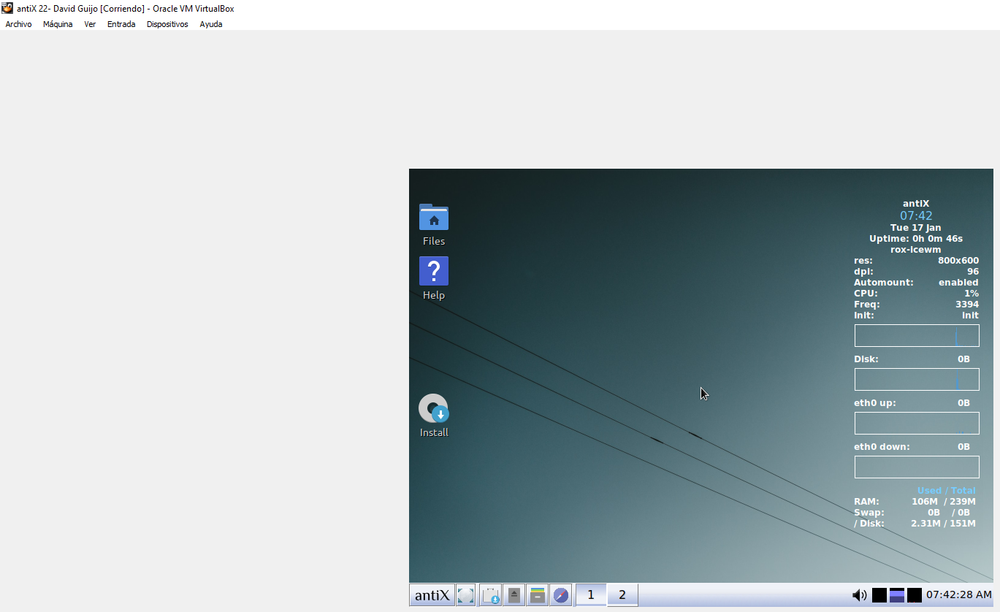 antiX 22- David Guijo [Corriendo] - Oracle VM VirtualBox
Archivo Máquina Ver Entrada Dispositivos Ayuda
Files
?
Help
Install
antiX
07:42
Tue 17 Jan
Uptime: 0h 0m 46s
rox-icewm
res: 800x600
dpi: 96
Automount: enabled
CPU: 1%
Freq: 3394
Init: init
Disk: 0B
eth0 up: 0B
eth0 down: 0B
Used / Total
RAM: 106M / 239M
Swap: 0B / 0B
/ Disk: 2.31M / 151M
antiX 1 2 07:42:28 AM